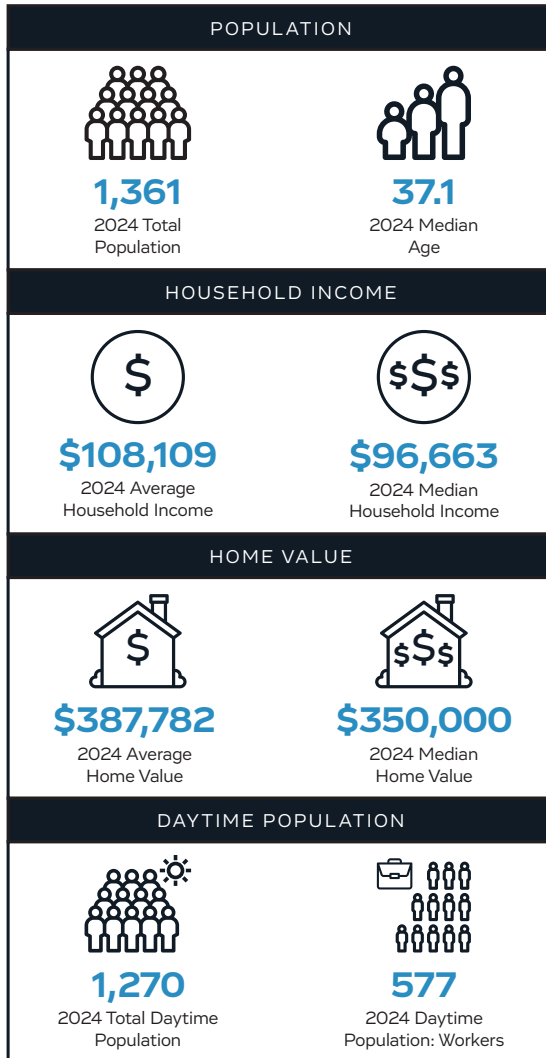 POPULATION
1,361
2024 Total
Population
37.1
2024 Median
Age
HOUSEHOLD INCOME
$
$108,109
2024 Average
Household Income
$$$
$96,663
2024 Median
Household Income
HOME VALUE
$
$387,782
2024 Average
Home Value
$$$
$350,000
2024 Median
Home Value
DAYTIME POPULATION
1,270
2024 Total Daytime
Population
577
2024 Daytime
Population: Workers